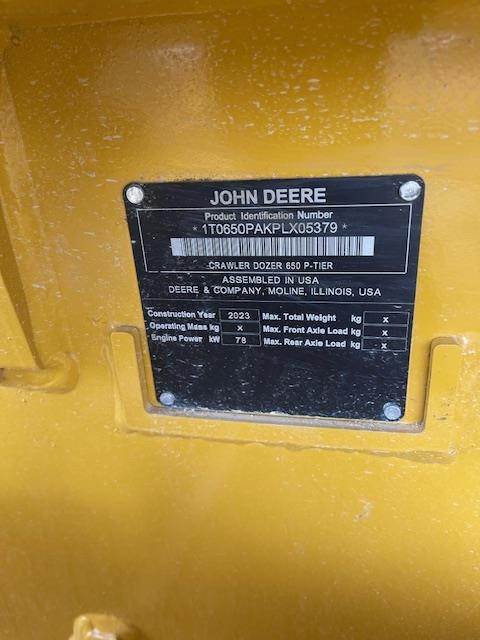 JOHN DEERE
Product Identification Number
* 1T0650PAKPLX05379 *
CRAWLER DOZER 650 P-TIER
ASSEMBLED IN USA
DEERE & COMPANY, MOLINE, ILLINOIS, USA
Construction Year 2023 Max. Total Weight kg x
Operating Mass kg x Max. Front Axle Load kg x
Engine Power kW 78 Max. Rear Axle Load kg x